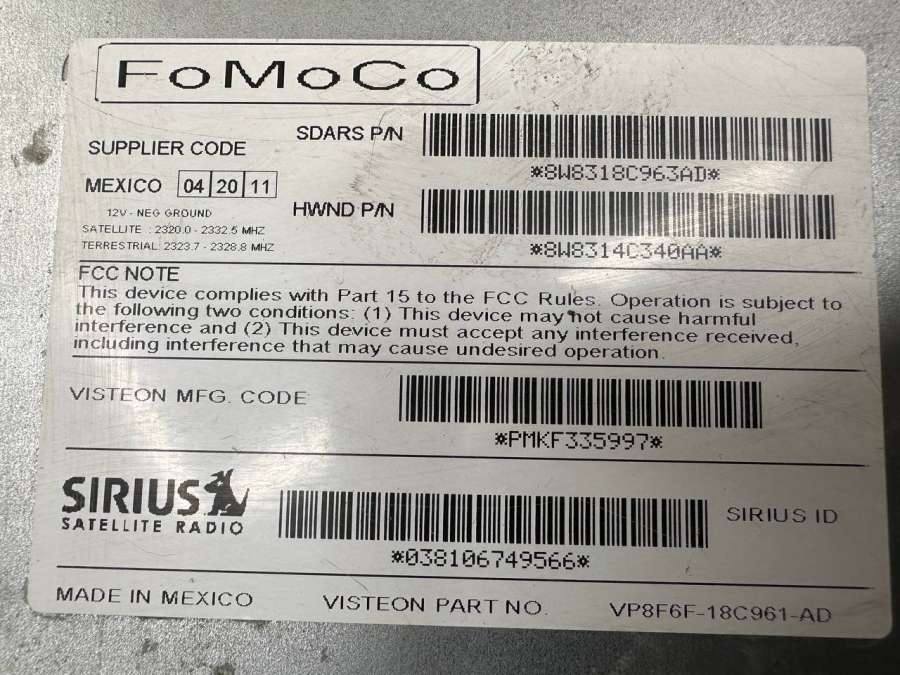 FoMoCo
SUPPLIER CODE
SDARS P/N
*8W8318C963AD*
MEXICO 04 20 11
HWND P/N
*8W8314C340AA*
12V - NEG GROUND
SATELLITE : 2320.0 - 2332.5 MHZ
TERRESTRIAL: 2323.7 - 2328.8 MHZ
FCC NOTE
This device complies with Part 15 to the FCC Rules. Operation is subject to
the following two conditions: (1) This device may not cause harmful
interference and (2) This device must accept any interference received,
including interference that may cause undesired operation.
VISTEON MFG. CODE
*PMKF335997*
SIRIUS
SATELLITE RADIO
SIRIUS ID
*038106749566*
MADE IN MEXICO VISTEON PART NO. VP8F6F-18C961-AD